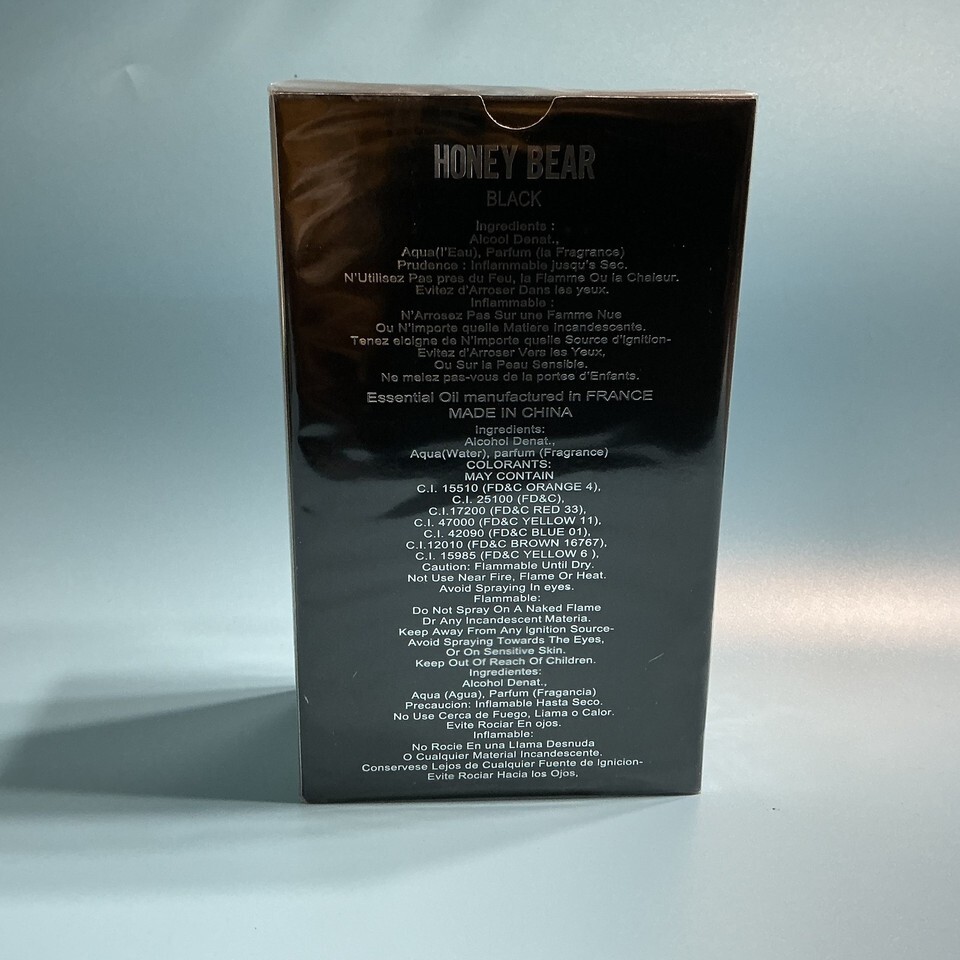 HONEY BEAR
BLACK
Ingredients :
Alcool Denat.,
Aqua(l'Eau), Parfum (la Fragrance)
Prudence : Inflammable jusqu's Sec.
N'Utilisez Pas pres du Feu, la Flamme Ou la Chaleur.
Evitez d'Arroser Dans les yeux.
Inflammable :
N'Arrosez Pas Sur une Famme Nue
Ou N'Importe quelle Matiere Incandescente.
Tenez eloigne de N'Importe quelle Source d'Ignition-
Evitez d'Arroser Vers les Yeux,
Ou Sur la Peau Sensible.
Ne malez pas-vous de la portee d'Enfants.
Essential Oil manufactured in FRANCE
MADE IN CHINA
Ingredients:
Alcohol Denat.,
Aqua(Water), parfum (Fragrance)
COLORANTS:
MAY CONTAIN
C.I. 15510 (FD&C ORANGE 4),
C.I. 25100 (FD&C),
C.I.17200 (FD&C RED 33),
C.I. 47000 (FD&C YELLOW 11),
C.I. 42090 (FD&C BLUE 01),
C.I.12010 (FD&C BROWN 16767),
C.I. 15985 (FD&C YELLOW 6 ),
Caution: Flammable Until Dry.
Not Use Near Fire, Flame Or Heat.
Avoid Spraying In eyes.
Flammable:
Do Not Spray On A Naked Flame
Dr Any Incandescent Materia.
Keep Away From Any Ignition Source-
Avoid Spraying Towards The Eyes,
Or On Sensitive Skin.
Keep Out Of Reach Of Children.
Ingredientes:
Alcohol Denat.,
Aqua (Agua), Parfum (Fragancia)
Precaucion: Inflamable Hasta Seco.
No Use Cerca de Fuego, Llama o Calor.
Evite Rociar En ojos.
Inflamable:
No Rocie En una Llama Desnuda
O Cualquier Material Incandescente.
Conservese Lejos de Cualquier Fuente de Ignicion-
Evite Rociar Hacia los Ojos,